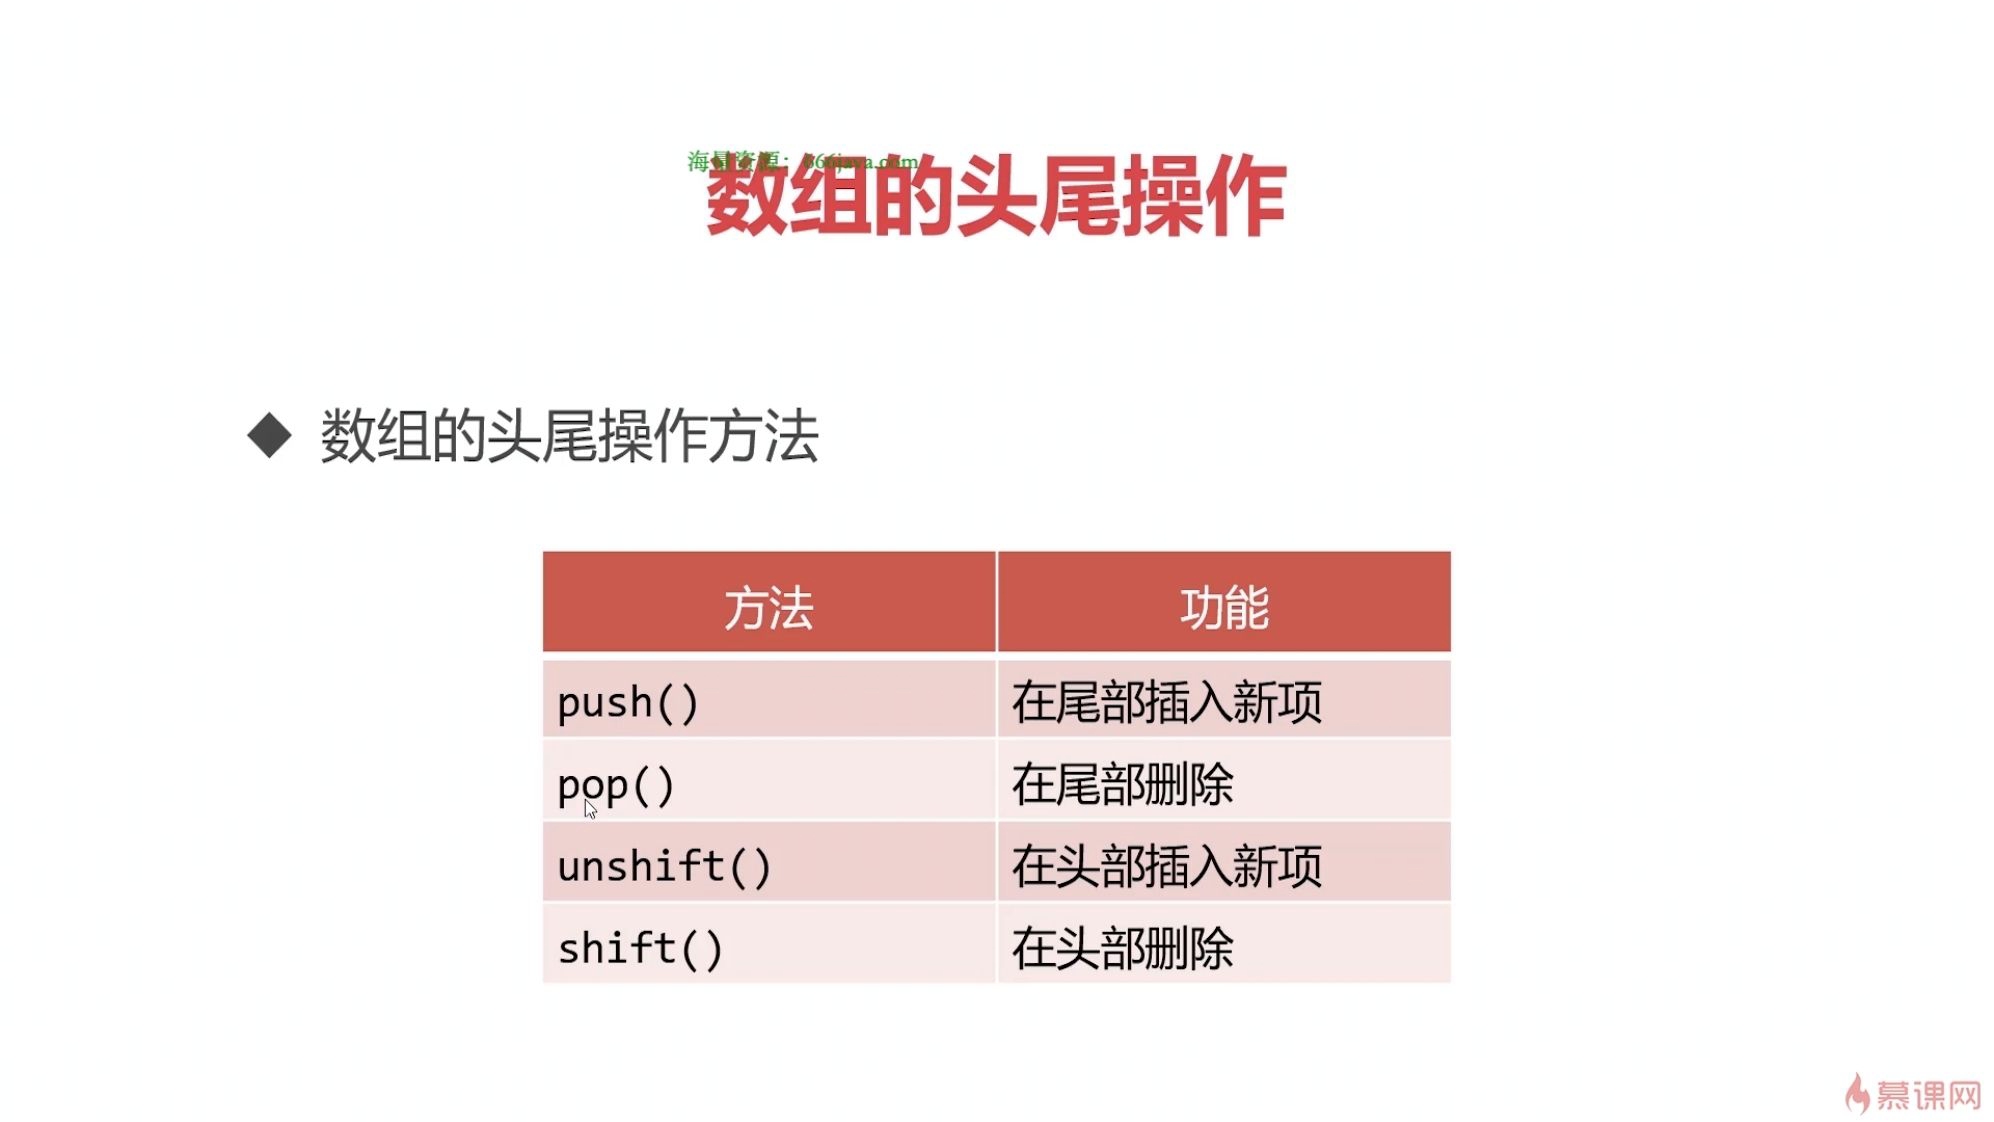 海量资源：666java.com
数组的头尾操作
◆ 数组的头尾操作方法
方法 功能
push() 在尾部插入新项
pop() 在尾部删除
unshift() 在头部插入新项
shift() 在头部删除
慕课网